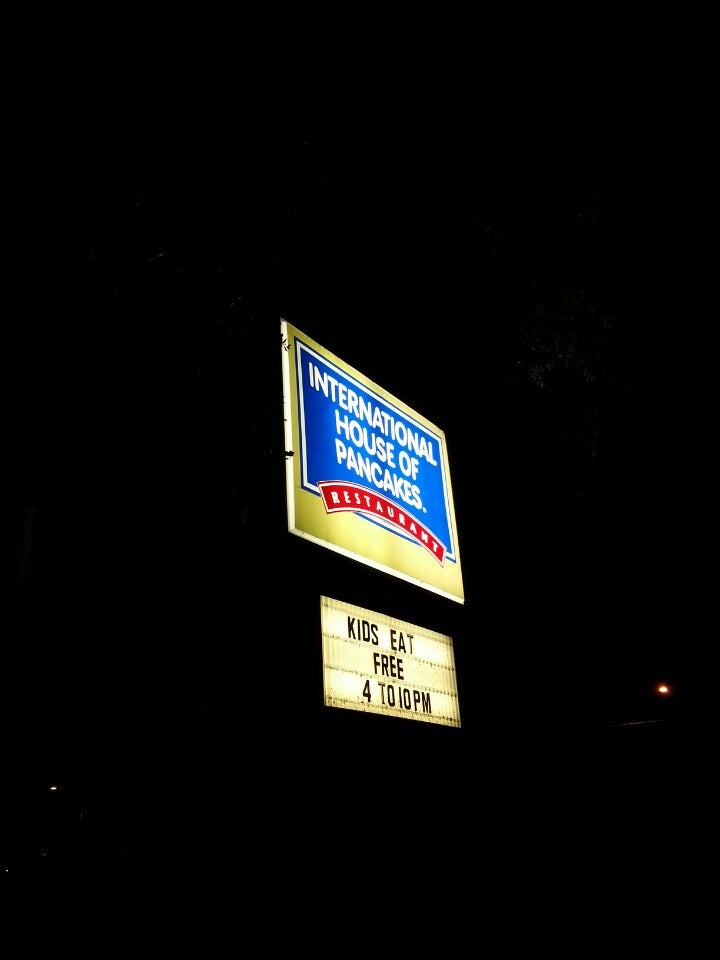 INTERNATIONAL
HOUSE OF
PANCAKES.
RESTAURANT
KIDS EAT
FREE
4 TO 10PM